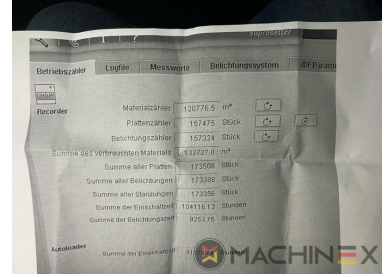 Suprasetter
Betriebszähler Logfile Messwerte Belichtungssystem JDFParam
Recorder
Materialzähler 120776.5 m²
Plattenzähler 157475 Stück
Belichtungszähler 157324 Stück
Summe des verbrauchten Materials 132727.0 m²
Summe aller Platten 173508 Stück
Summe aller Belichtungen 173389 Stück
Summe aller Stanzungen 173356 Stück
Summe der Einschaltzeit 104116.13 Stunden
Summe der Belichtungszeit 9253.75 Stunden
Autoloader
Summe der Einschaltzeit
MACHINEX